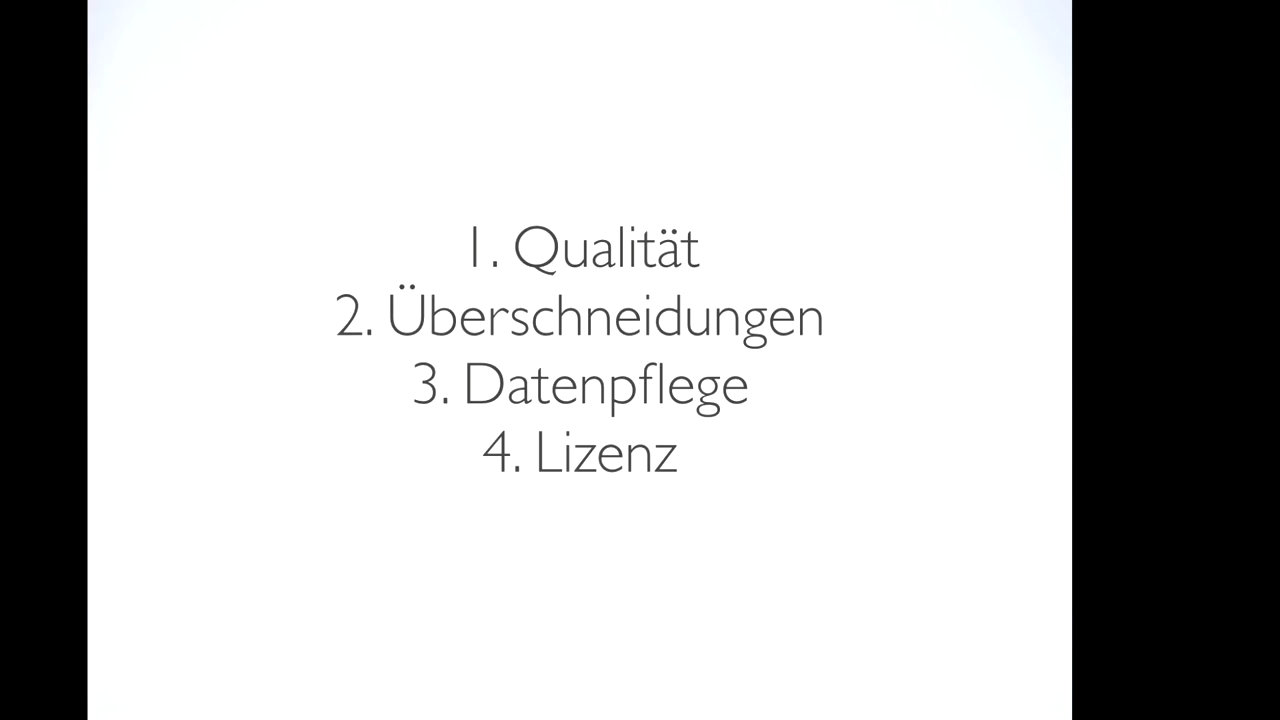 1. Qualität
2. Überschneidungen
3. Datenpflege
4. Lizenz